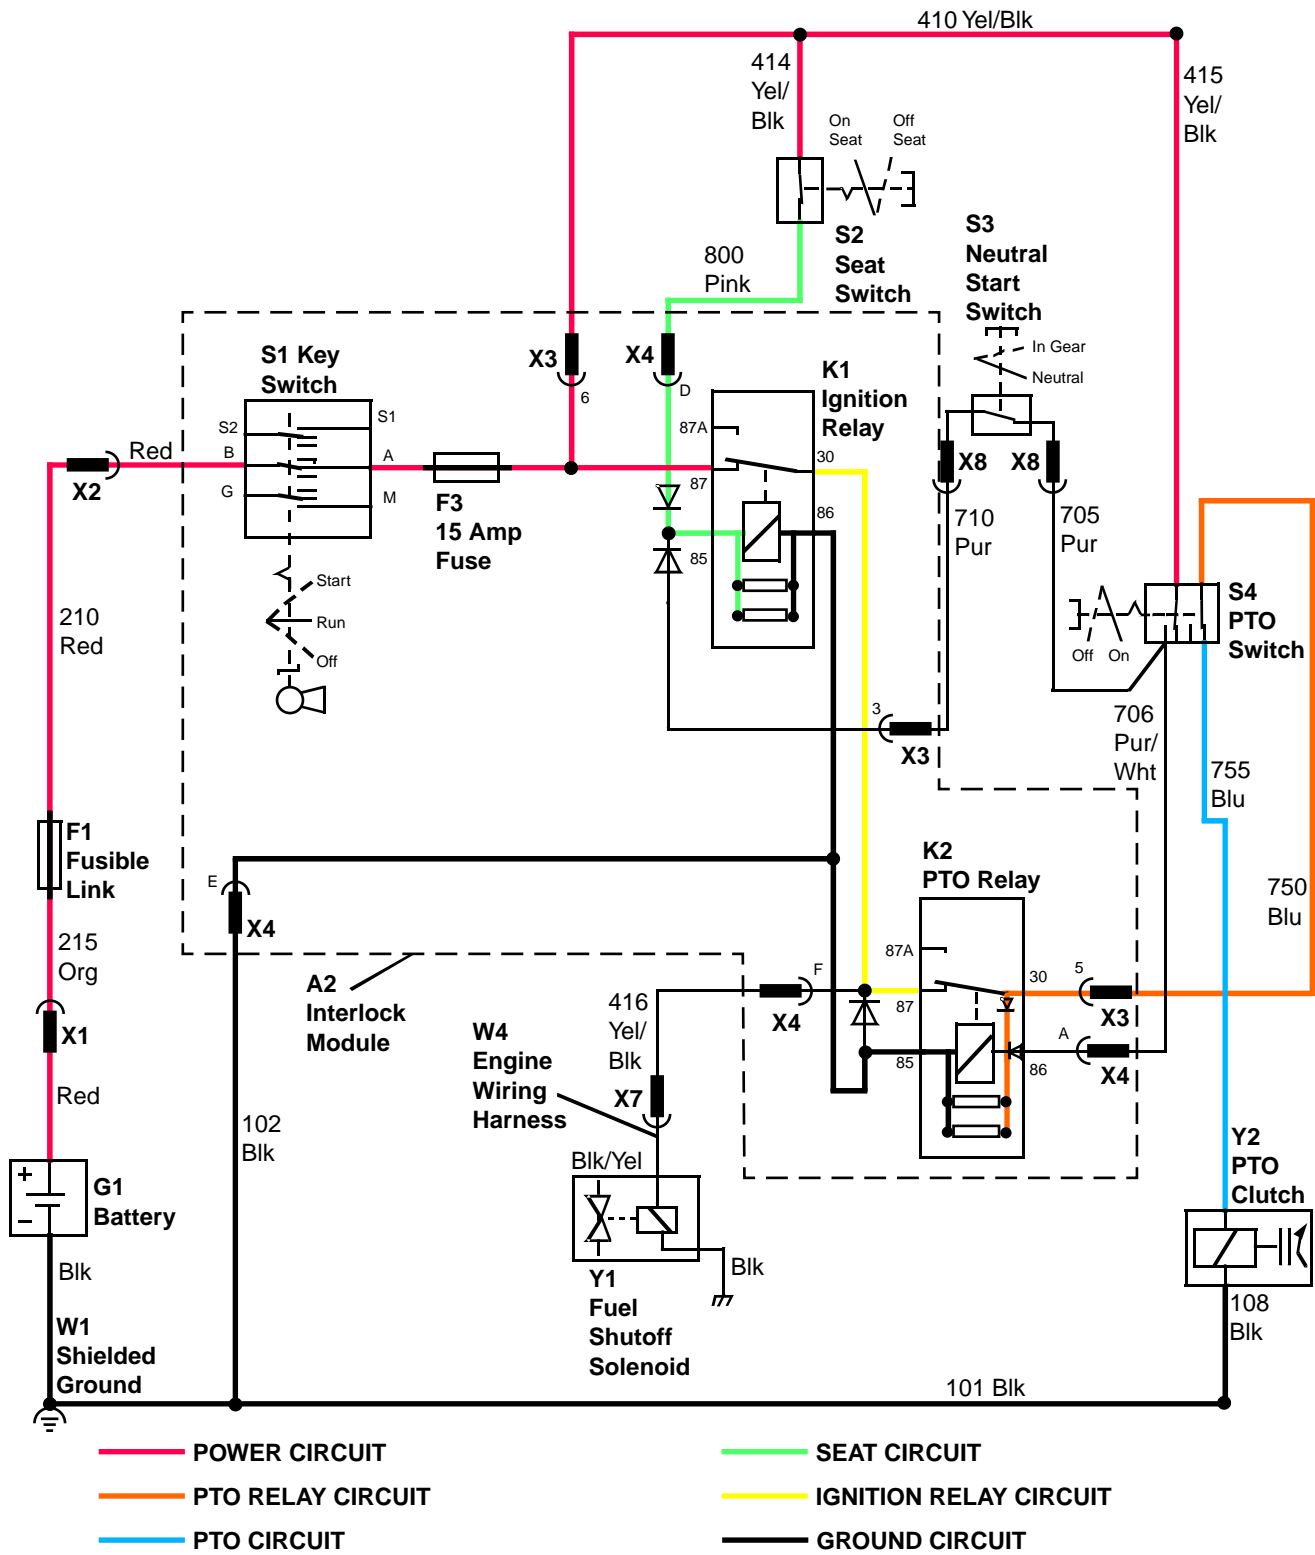 410 Yel/Blk
414
Yel/
Blk
415
Yel/
Blk
On
Seat
Off
Seat
S2
Seat
Switch
S3
Neutral
Start
Switch
800
Pink
In Gear
Neutral
S1 Key
Switch
X3
6
X4
D
K1
Ignition
Relay
S2
B
G
S1
A
M
Red
X2
F3
15 Amp
Fuse
87A
87
30
86
85
X8
X8
710
Pur
705
Pur
Start
Run
Off
210
Red
S4
PTO
Switch
Off
On
3
X3
706
Pur/
Wht
755
Blu
F1
Fusible
Link
E
X4
K2
PTO Relay
750
Blu
215
Org
A2
Interlock
Module
87A
87
30
5
X3
F
X4
85
86
A
X4
X1
416
Yel/
Blk
W4
Engine
Wiring
Harness
X7
Red
102
Blk
Blk/Yel
Y2
PTO
Clutch
+
–
G1
Battery
Blk
Blk
Y1
Fuel
Shutoff
Solenoid
108
Blk
W1
Shielded
Ground
101 Blk
POWER CIRCUIT
SEAT CIRCUIT
PTO RELAY CIRCUIT
IGNITION RELAY CIRCUIT
PTO CIRCUIT
GROUND CIRCUIT